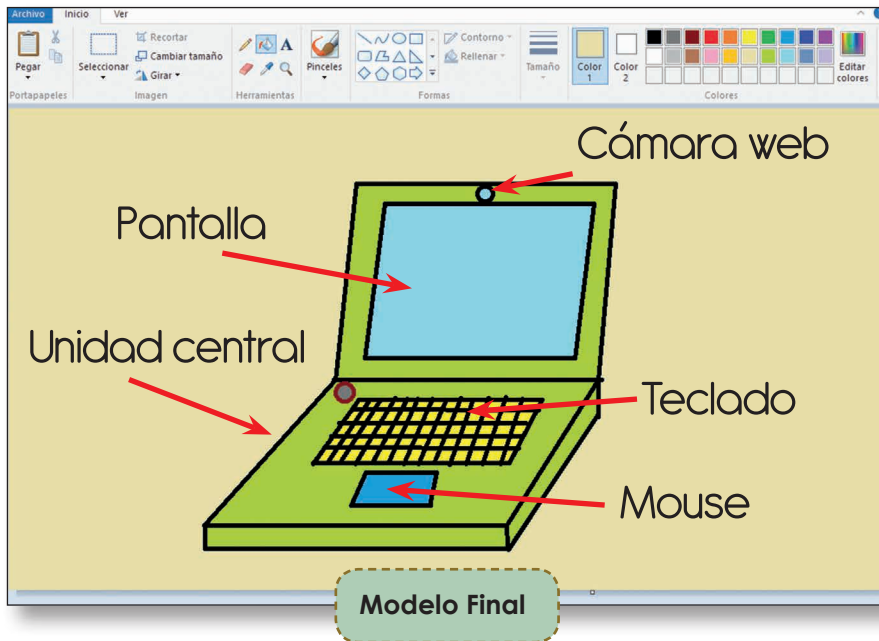 Archivo Inicio Ver
Pegar
Seleccionar
Recortar
Cambiar tamaño
Girar
Pinceles
Contorno
Rellenar
Tamaño
Color 1
Color 2
Editar colores
Portapapeles Imagen Herramientas Formas Colores
A
Cámara web
Pantalla
Unidad central
Teclado
Mouse
Modelo Final